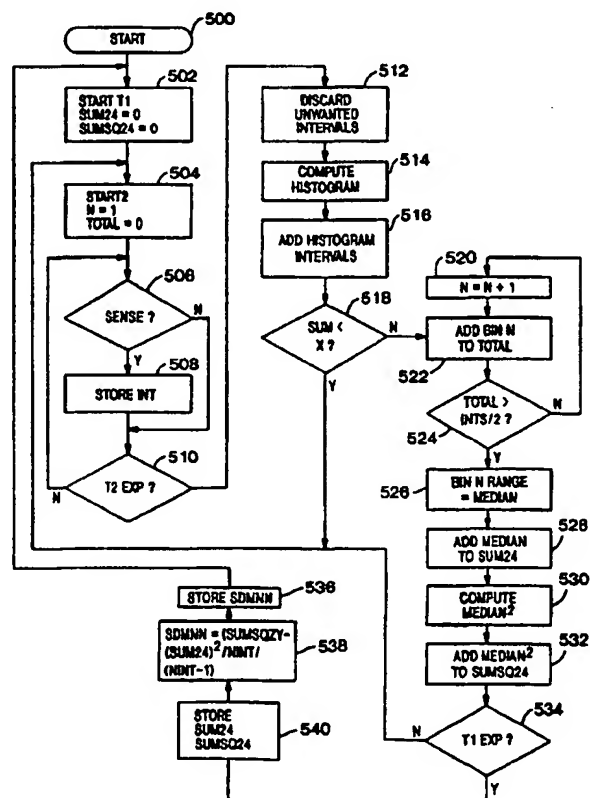 START
500
502
START T1
SUM24 = 0
SUMSQ24 = 0
504
START2
N = 1
TOTAL = 0
506
SENSE ?
N
Y
508
STORE INT
510
T2 EXP ?
N
512
DISCARD
UNWANTED
INTERVALS
514
COMPUTE
HISTOGRAM
516
ADD HISTOGRAM
INTERVALS
518
SUM <
X ?
N
Y
520
N = N + 1
ADD BIN N
TO TOTAL
522
TOTAL >
INTS/2 ?
N
524
Y
526
BIN N RANGE
= MEDIAN
528
ADD MEDIAN
TO SUM24
530
COMPUTE
MEDIAN²
532
ADD MEDIAN²
TO SUMSQ24
534
T1 EXP ?
N
Y
STORE SDMNN
536
SDMNN = (SUMSQZY-
(SUM24)²/NINT/
(NINT-1)
538
STORE
SUM24
SUMSQ24
540